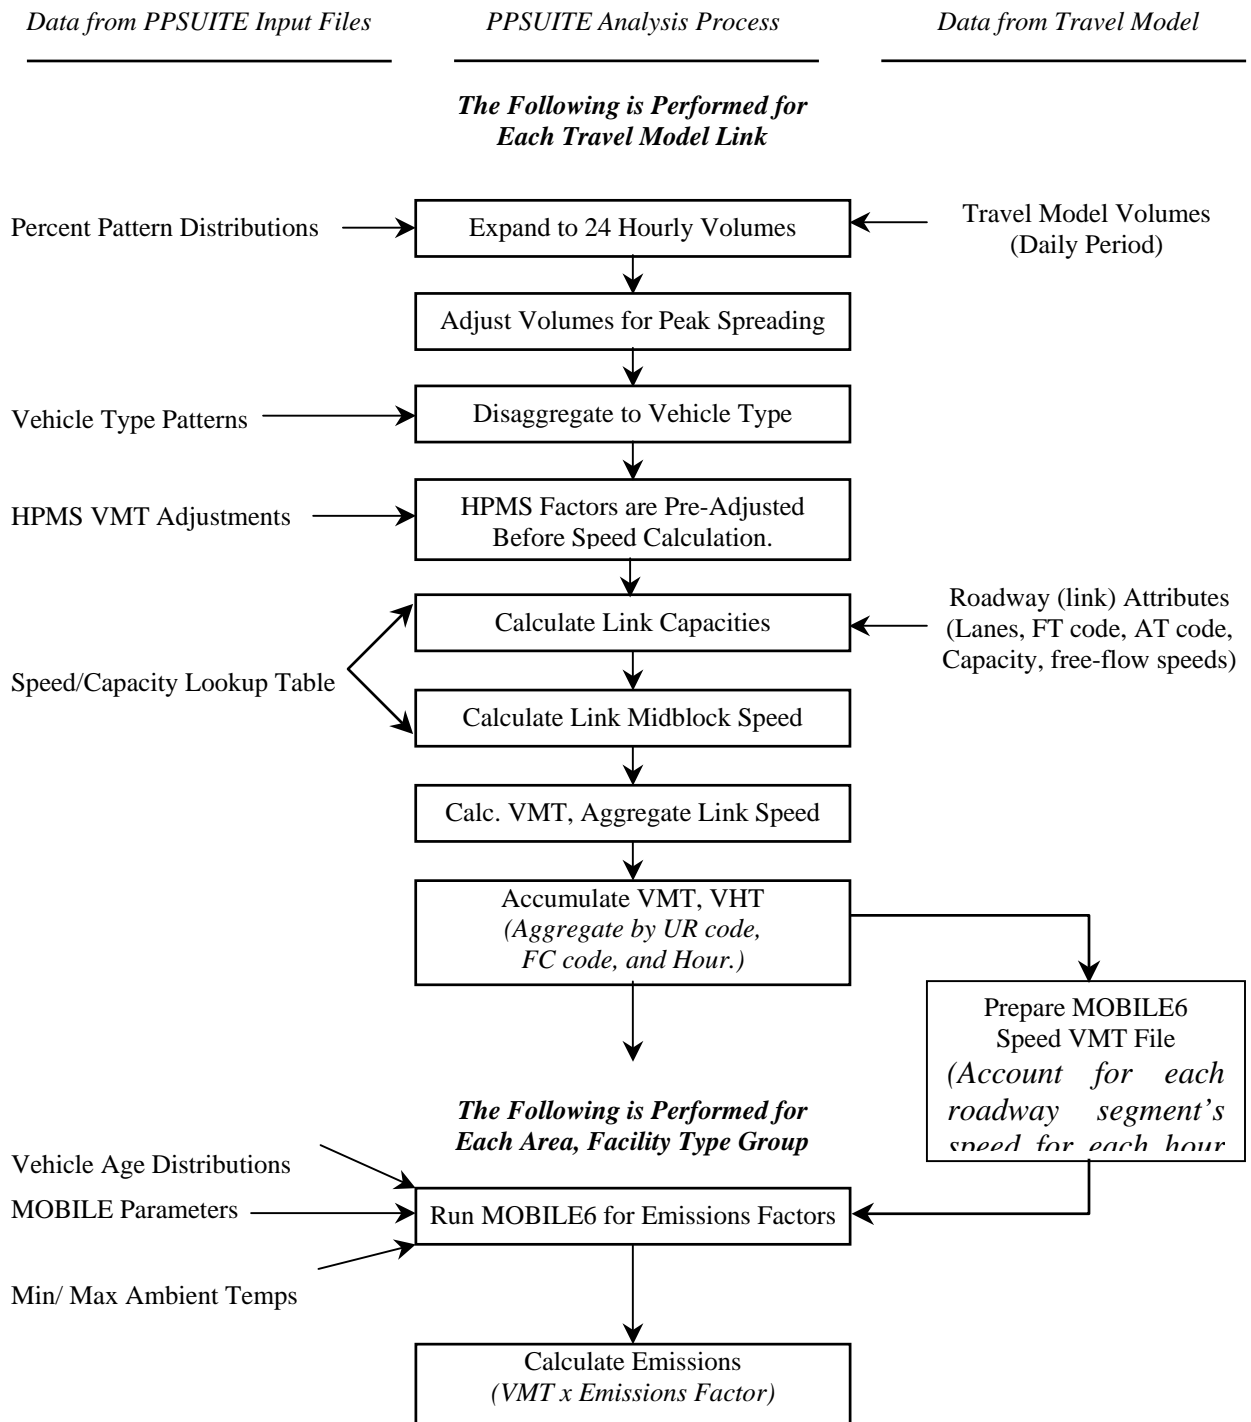 Data from PPSUITE Input Files
PPSUITE Analysis Process
Data from Travel Model
The Following is Performed for
Each Travel Model Link
Percent Pattern Distributions
Expand to 24 Hourly Volumes
Travel Model Volumes
(Daily Period)
Adjust Volumes for Peak Spreading
Vehicle Type Patterns
Disaggregate to Vehicle Type
HPMS VMT Adjustments
HPMS Factors are Pre-Adjusted
Before Speed Calculation.
Speed/Capacity Lookup Table
Calculate Link Capacities
Roadway (link) Attributes
(Lanes, FT code, AT code,
Capacity, free-flow speeds)
Calculate Link Midblock Speed
Calc. VMT, Aggregate Link Speed
Accumulate VMT, VHT
(Aggregate by UR code,
FC code, and Hour.)
Prepare MOBILE6
Speed VMT File
(Account for each
roadway segment's
speed for each hour
The Following is Performed for
Each Area, Facility Type Group
Vehicle Age Distributions
MOBILE Parameters
Min/ Max Ambient Temps
Run MOBILE6 for Emissions Factors
Calculate Emissions
(VMT x Emissions Factor)